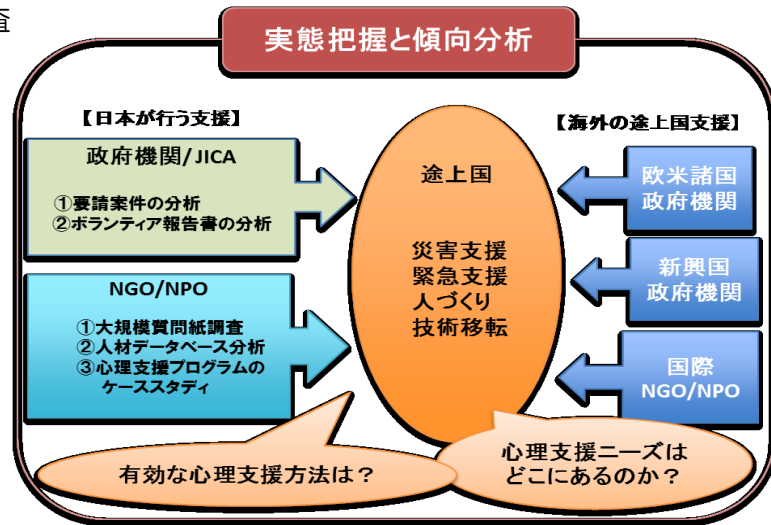 査
実態把握と傾向分析
【日本が行う支援】
政府機関/JICA
①要請案件の分析
②ボランティア報告書の分析
NGO/NPO
①大規模質問紙調査
②人材データベース分析
③心理支援プログラムの
ケーススタディ
途上国
災害支援
緊急支援
人づくり
技術移転
【海外の途上国支援】
欧米諸国
政府機関
新興国
政府機関
国際
NGO/NPO
有効な心理支援方法は？
心理支援ニーズは
どこにあるのか？